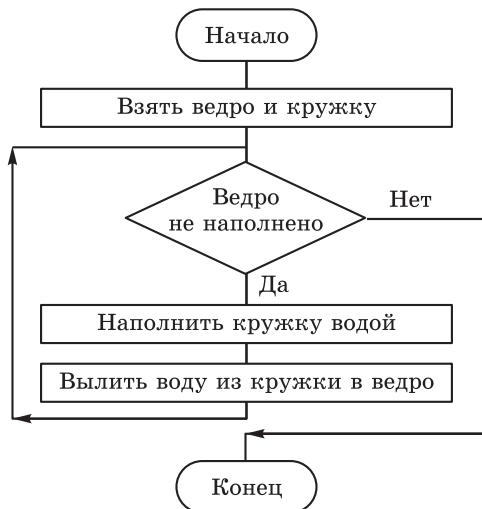 Начало
Взять ведро и кружку
Ведро
не наполнено
Нет
Да
Наполнить кружку водой
Вылить воду из кружки в ведро
Конец